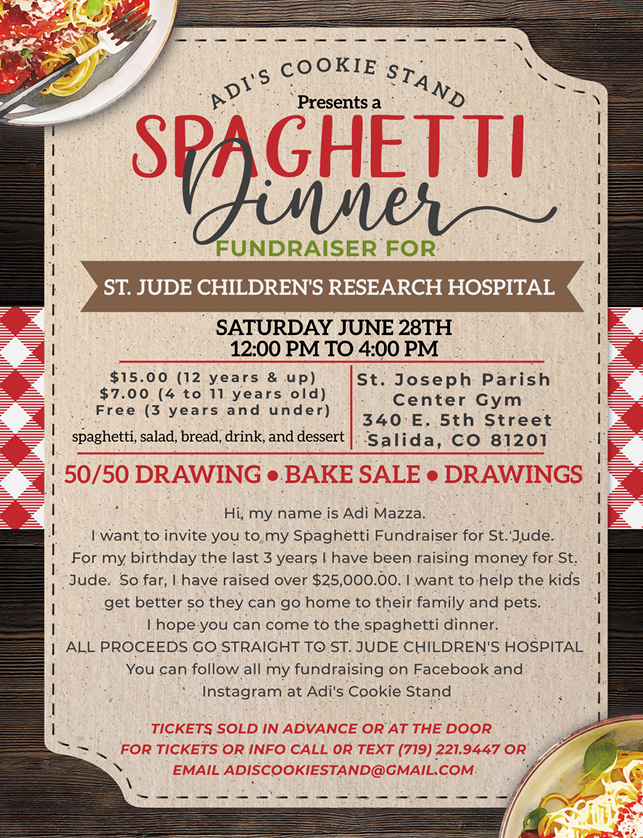 ADI'S COOKIE STAND
Presents a
SPAGHETTI
Dinner
FUNDRAISER FOR
ST. JUDE CHILDREN'S RESEARCH HOSPITAL
SATURDAY JUNE 28TH
12:00 PM TO 4:00 PM
$15.00 (12 years & up)
$7.00 (4 to 11 years old)
Free (3 years and under)
spaghetti, salad, bread, drink, and dessert
St. Joseph Parish
Center Gym
340 E. 5th Street
Salida, CO 81201
50/50 DRAWING • BAKE SALE • DRAWINGS
Hi, my name is Adi Mazza.
I want to invite you to my Spaghetti Fundraiser for St. Jude.
For my birthday the last 3 years I have been raising money for St.
Jude. So far, I have raised over $25,000.00. I want to help the kids
get better so they can go home to their family and pets.
I hope you can come to the spaghetti dinner.
ALL PROCEEDS GO STRAIGHT TO ST. JUDE CHILDREN'S HOSPITAL
You can follow all my fundraising on Facebook and
Instagram at Adi's Cookie Stand
TICKETS SOLD IN ADVANCE OR AT THE DOOR
FOR TICKETS OR INFO CALL 0R TEXT (719) 221.9447 OR
EMAIL ADISCOOKIESTAND@GMAIL.COM